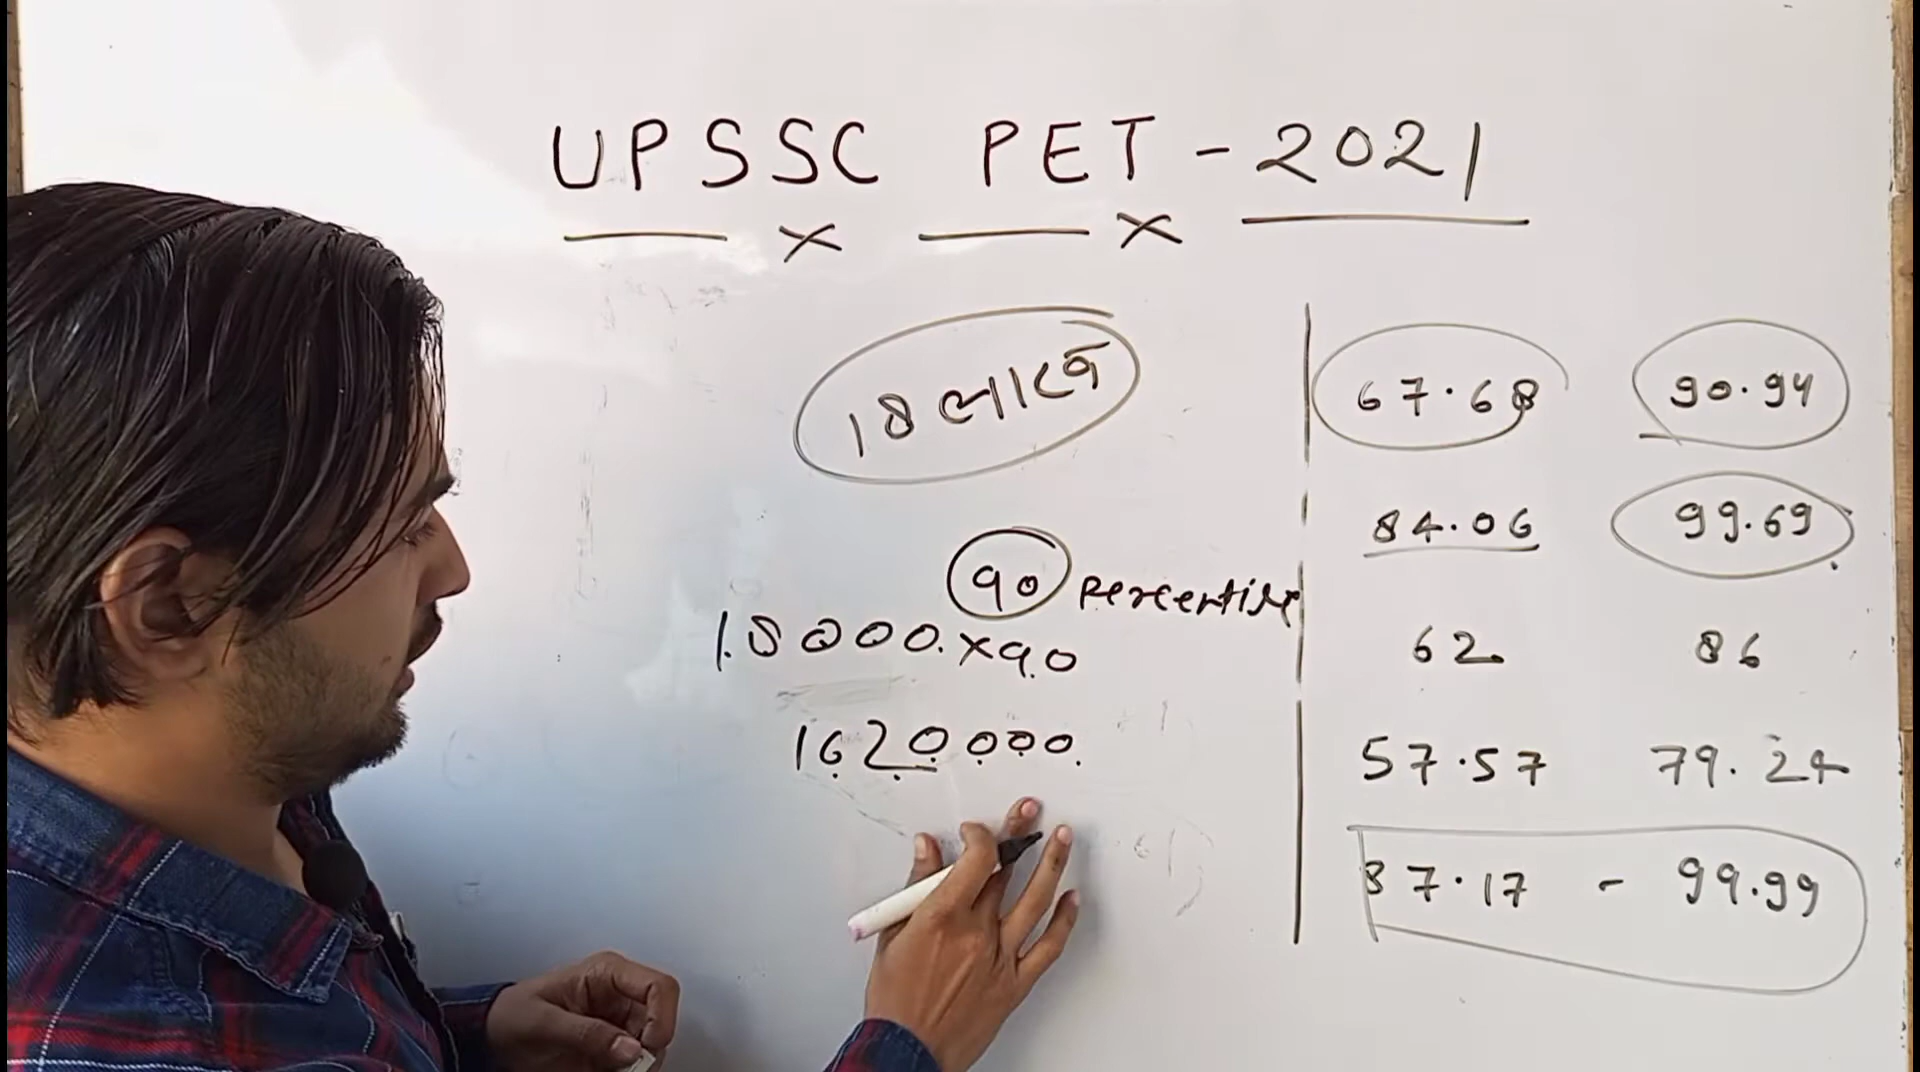 UPSSC PET - 2021
18 लाख
90 percentile
18000 x 90
1620000
67.68 90.94
84.06 99.69
62 86
57.57 79.24
87.17 - 99.99